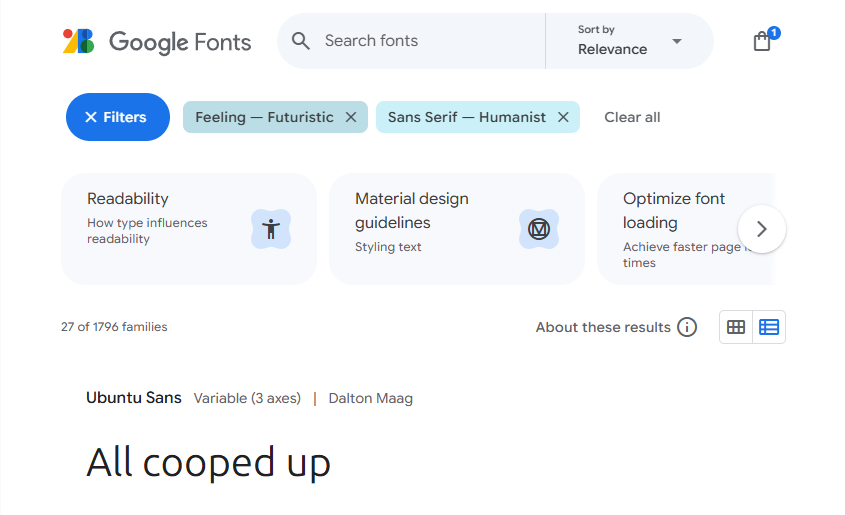 Google Fonts
Search fonts
Sort by
Relevance
1
Filters
Feeling — Futuristic
Sans Serif — Humanist
Clear all
Readability
How type influences
readability
Material design
guidelines
Styling text
Optimize font
loading
Achieve faster page
times
27 of 1796 families
About these results
Ubuntu Sans Variable (3 axes) | Dalton Maag
All cooped up